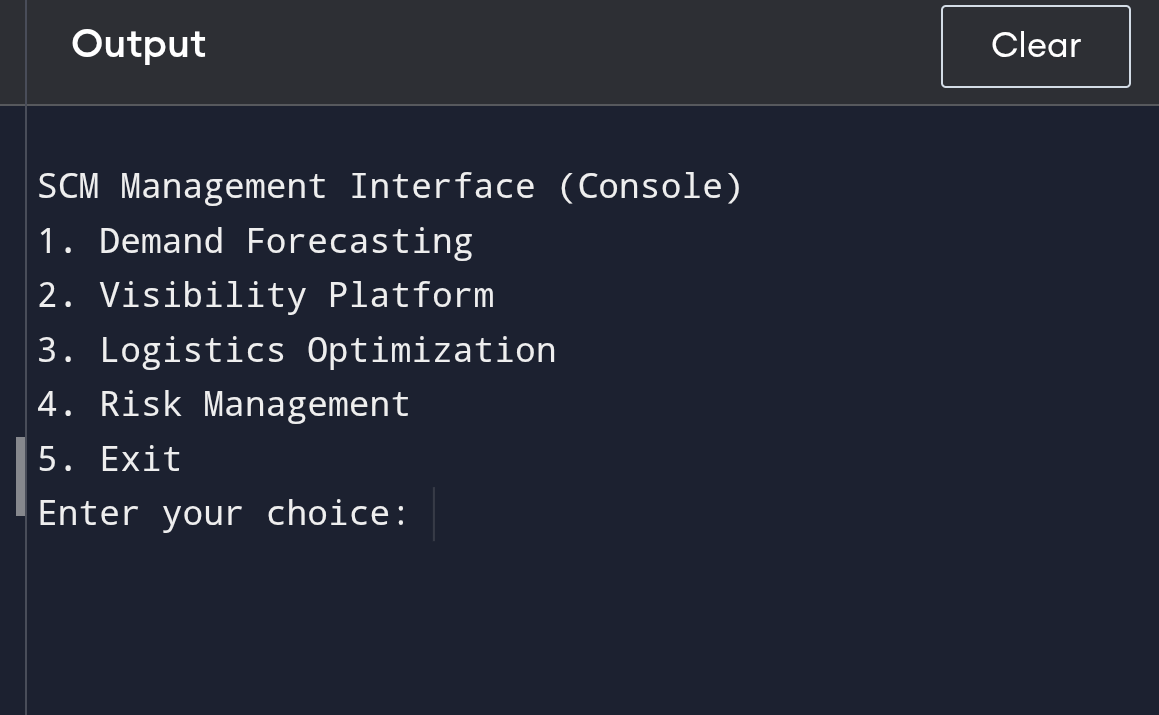 Output
Clear
SCM Management Interface (Console)
1. Demand Forecasting
2. Visibility Platform
3. Logistics Optimization
4. Risk Management
5. Exit
Enter your choice: